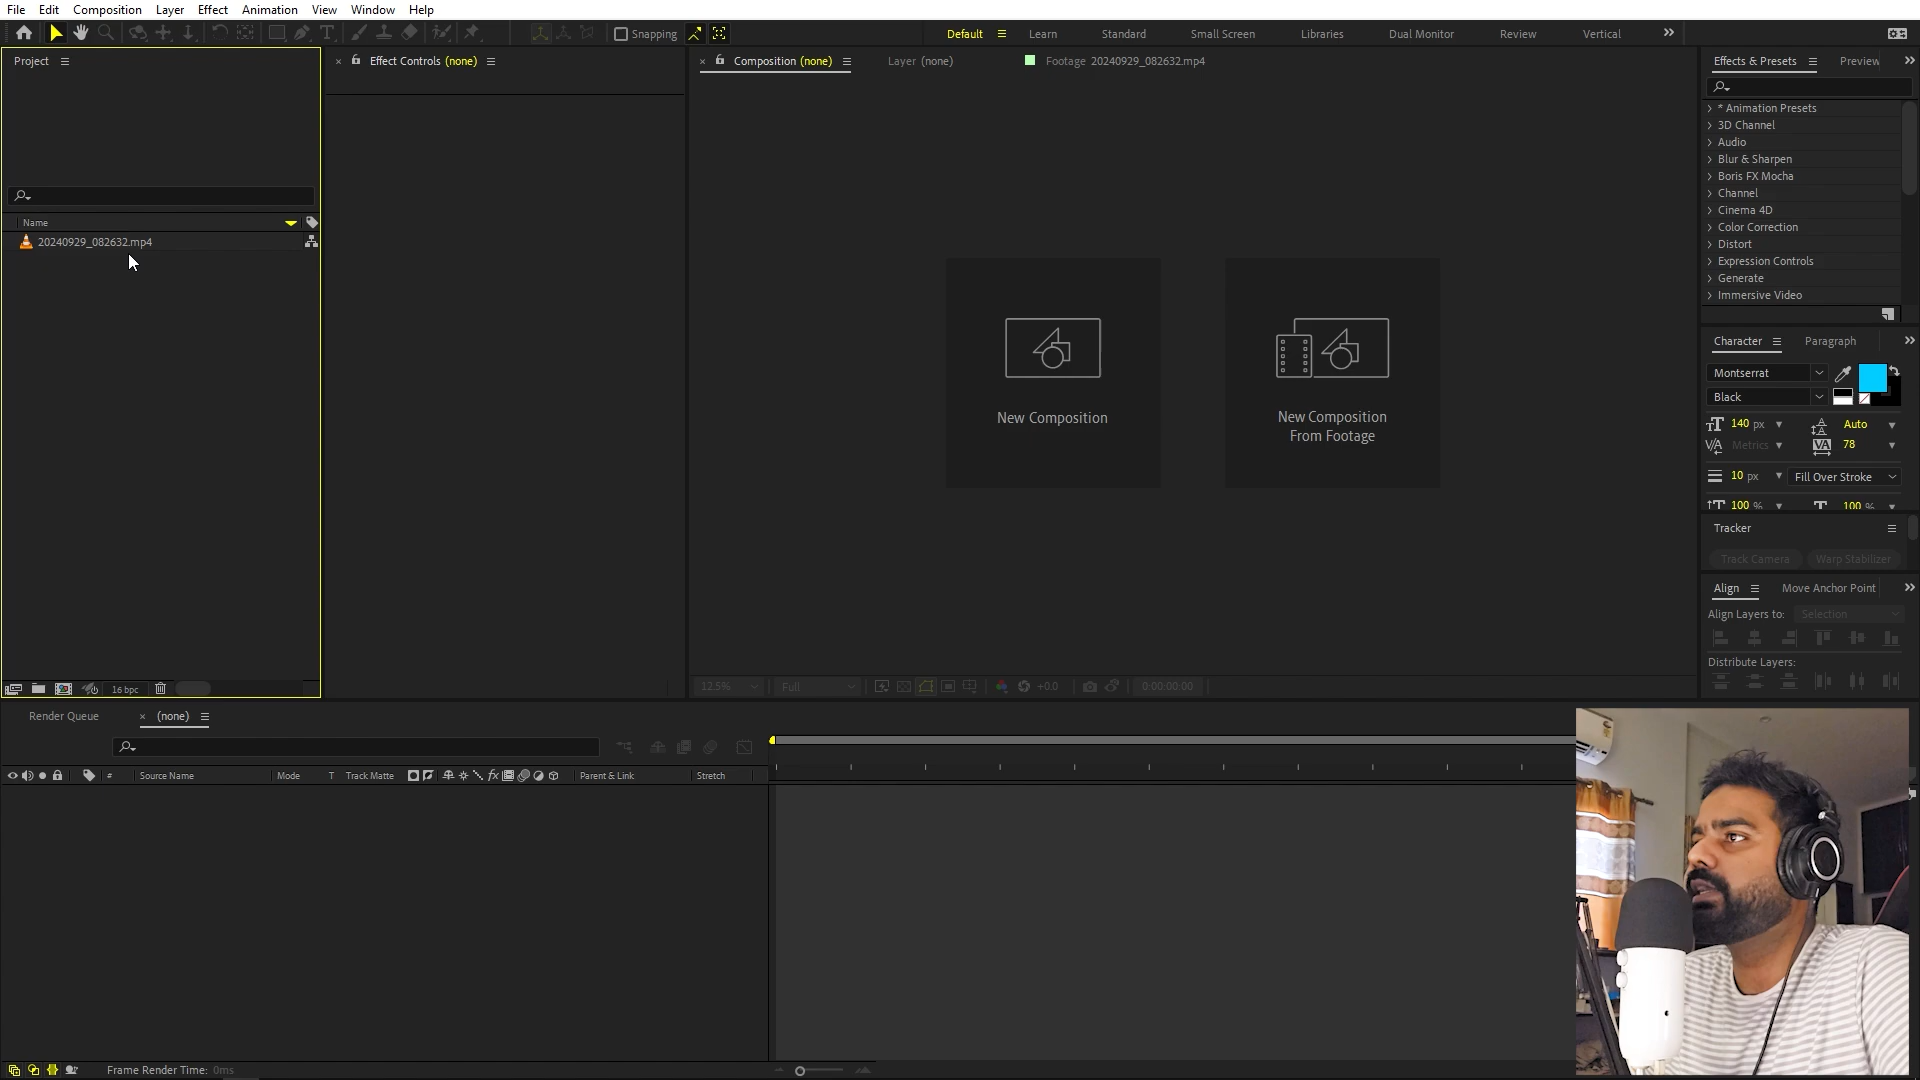 File Edit Composition Layer Effect Animation View Window Help
Snapping Default Learn Standard Small Screen Libraries Dual Monitor Review Vertical
Project
Name
20240929_082632.mp4
16 bpc
Effect Controls (none)
Composition (none) Layer (none) Footage 20240929_082632.mp4
New Composition
New Composition
From Footage
12.5% Full +0.0 0:00:00:00
Effects & Presets Preview
* Animation Presets
3D Channel
Audio
Blur & Sharpen
Boris FX Mocha
Channel
Cinema 4D
Color Correction
Distort
Expression Controls
Generate
Immersive Video
Character Paragraph
Montserrat
Black
140 px Auto
Metrics 78
10 px Fill Over Stroke
100 % 100 %
Tracker
Track Camera Warp Stabilizer
Align Move Anchor Point
Align Layers to: Selection
Distribute Layers:
Render Queue (none)
# Source Name Mode T Track Matte fx Parent & Link Stretch
Frame Render Time: 0ms